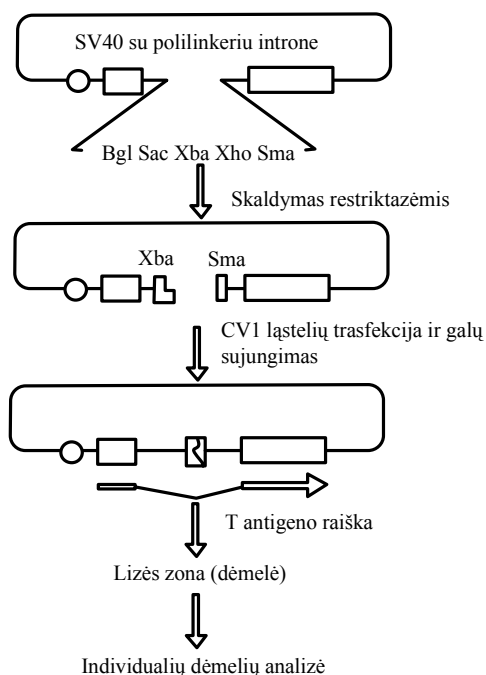 SV40 su polilinkeriu introne
Bgl Sac Xba Xho Sma
Skaldymas restriktazėmis
Xba
Sma
CV1 ląstelių trasfekcija ir galų
sujungimas
T antigeno raiška
Lizės zona (dėmelė)
Individualių dėmelių analizė